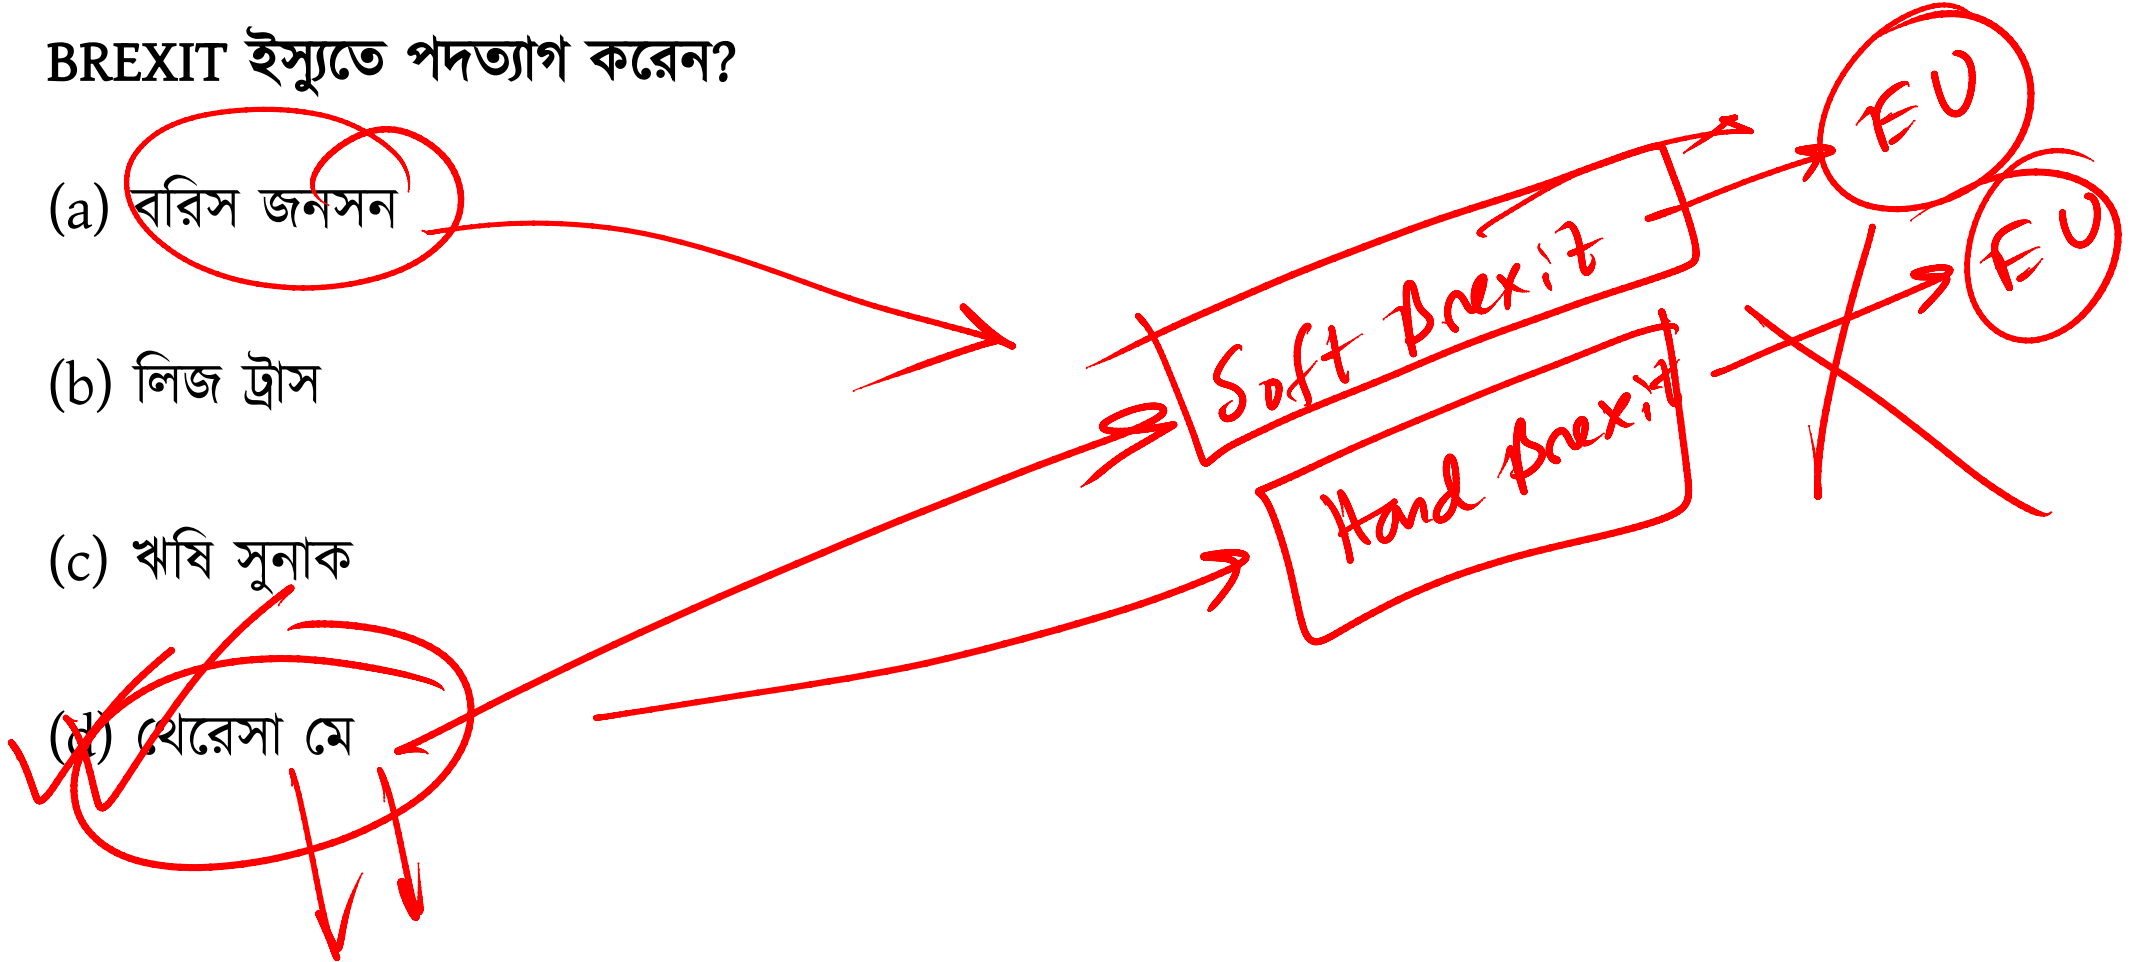 BREXIT ইস্যুতে পদত্যাগ করেন?
EU
(a) বরিস জনসন
EU
Soft Brexit
(b) লিজ ট্রাস
Hard Brexit
(c) ঋষি সুনাক
(d) থেরেসা মে